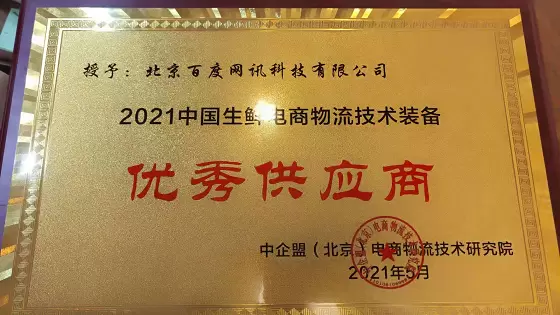 授予：北京百度网讯科技有限公司
2021中国生鲜电商物流技术装备
优秀供应商
中企盟（北京）电商物流技术研究院
2021年5月